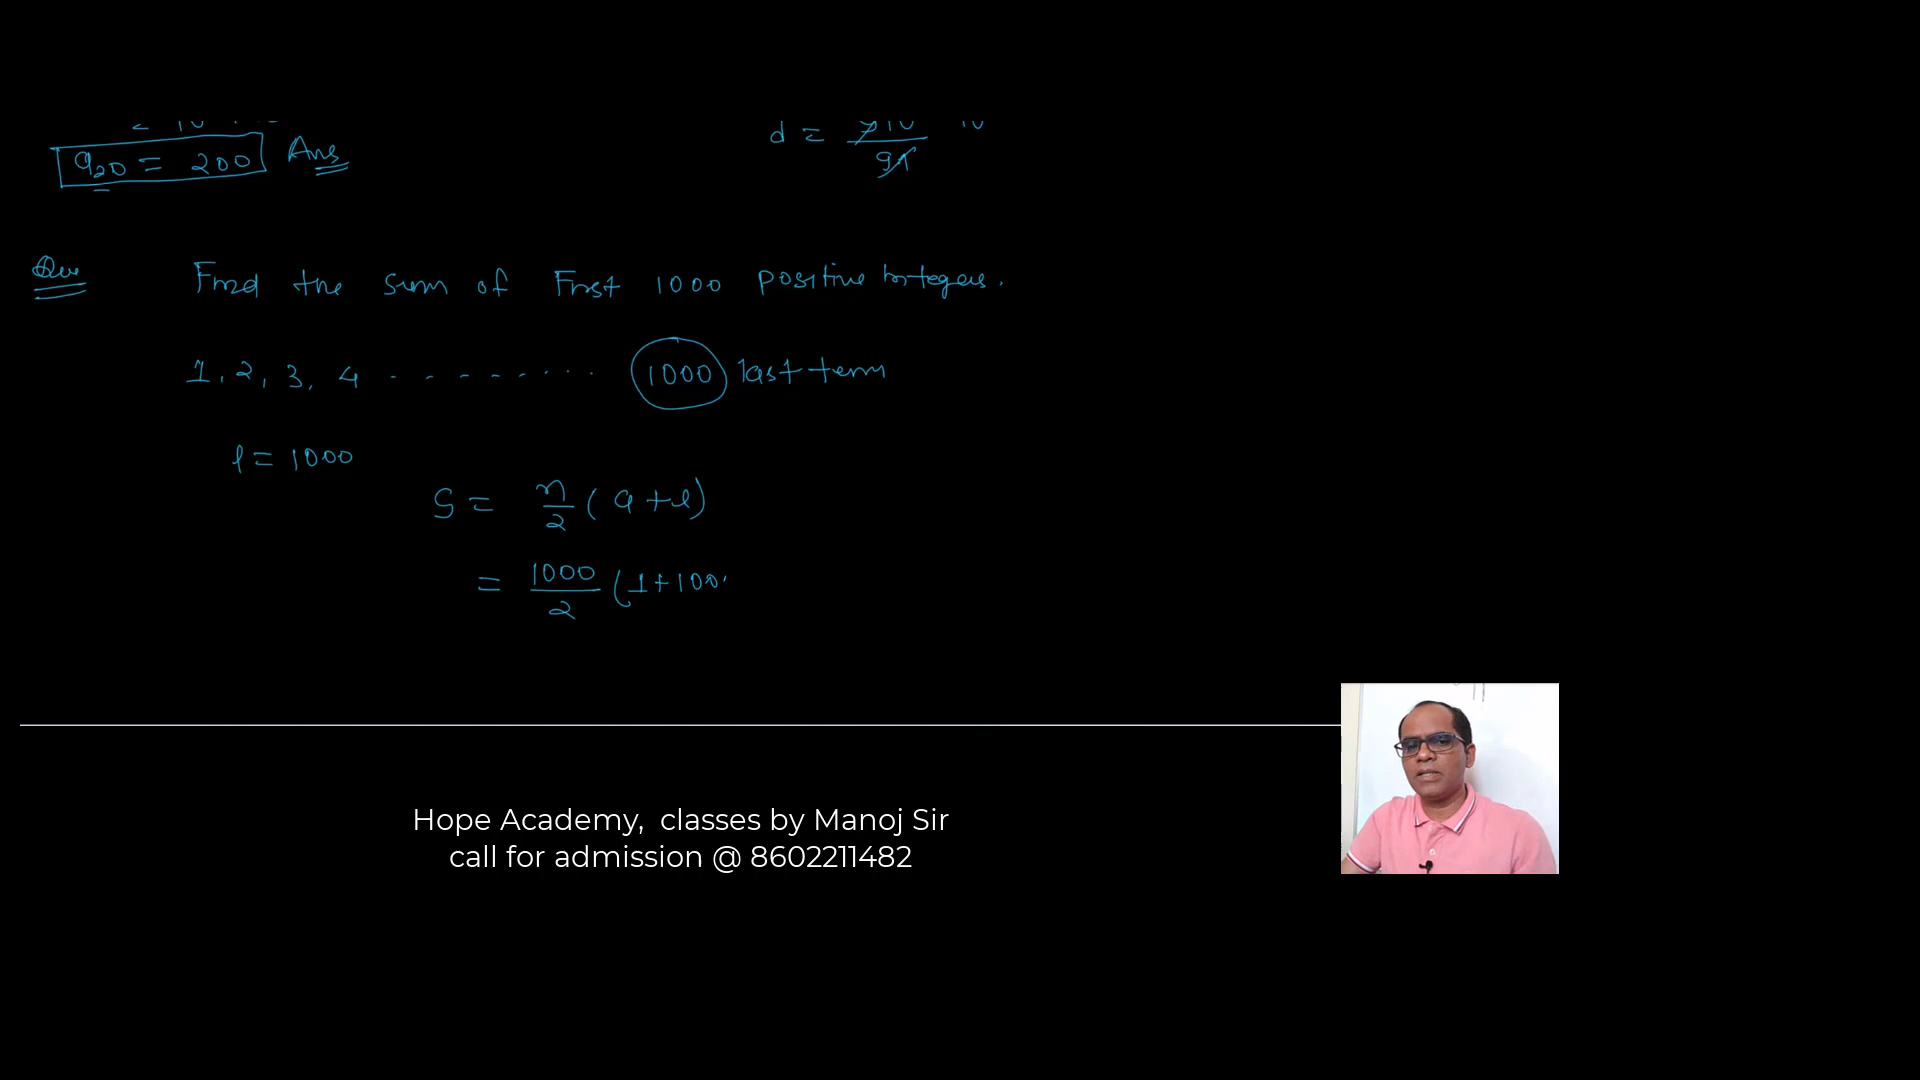 a20 = 200 Ans
d =
Que Find the sum of First 1000 positive Integers.
1, 2, 3, 4 - - - - - - . . . 1000 last term
l = 1000
S = n/2 (a+l)
= 1000/2 (1+100
Hope Academy, classes by Manoj Sir
call for admission @ 8602211482